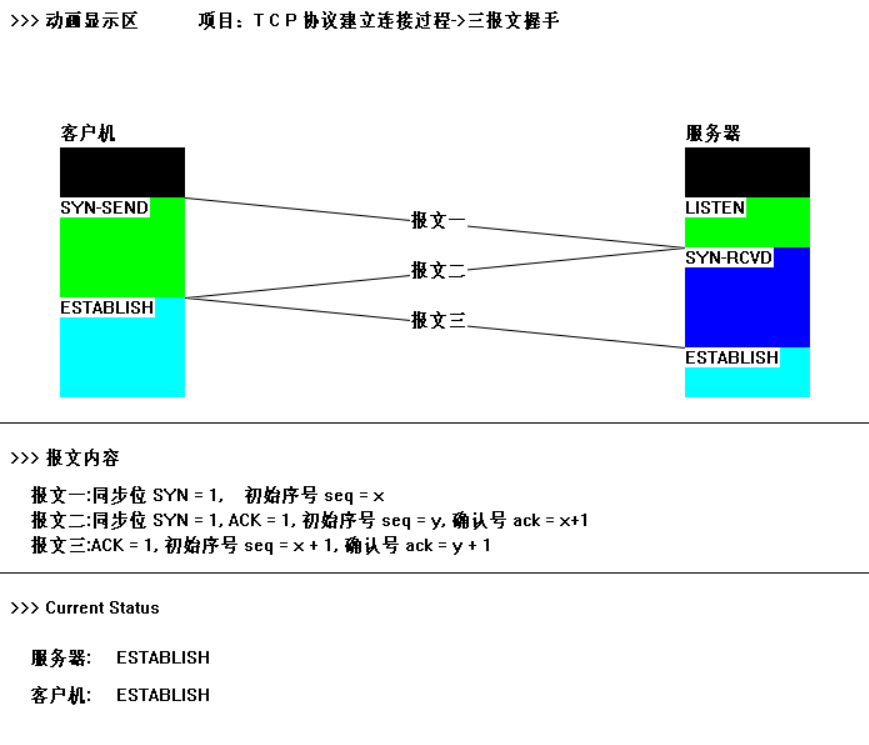 >>> 动画显示区 项目：T C P 协议建立连接过程->三报文握手
客户机 服务器
SYN-SEND LISTEN
报文一
报文二 SYN-RCVD
ESTABLISH 报文三
ESTABLISH
>>> 报文内容
报文一:同步位 SYN = 1, 初始序号 seq = x
报文二:同步位 SYN = 1, ACK = 1, 初始序号 seq = y, 确认号 ack = x+1
报文三:ACK = 1, 初始序号 seq = x + 1, 确认号 ack = y + 1
>>> Current Status
服务器: ESTABLISH
客户机: ESTABLISH